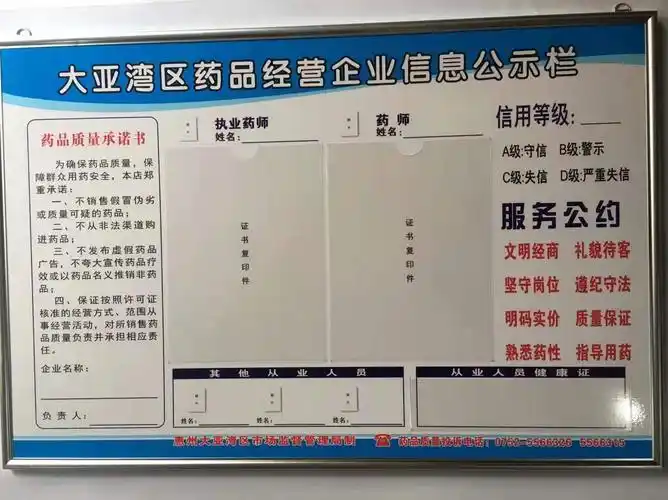 大亚湾区药品经营企业信息公示栏
药品质量承诺书
为确保药品质量，保
障群众用药安全，本店郑
重承诺：
一、不销售假冒伪劣
或质量可疑的药品；
二、不从非法渠道购
进药品；
三、不发布虚假药品
广告，不夸大宣传药品疗
效或以药品名义推销非药
品；
四、保证按照许可证
核准的经营方式、范围从
事经营活动，对所销售药
品质量负责并承担相应责
任。
企业名称：
负责人：
执业药师
姓名：
证书复印件
药师
姓名：
证书复印件
信用等级：
A级:守信 B级:警示
C级:失信 D级:严重失信
服务公约
文明经商 礼貌待客
坚守岗位 遵纪守法
明码实价 质量保证
熟悉药性 指导用药
其他从业人员
姓名：
姓名：
姓名：
从业人员健康证
惠州大亚湾区市场监督管理局制 药品质量投诉电话：0752-5566326 5566315